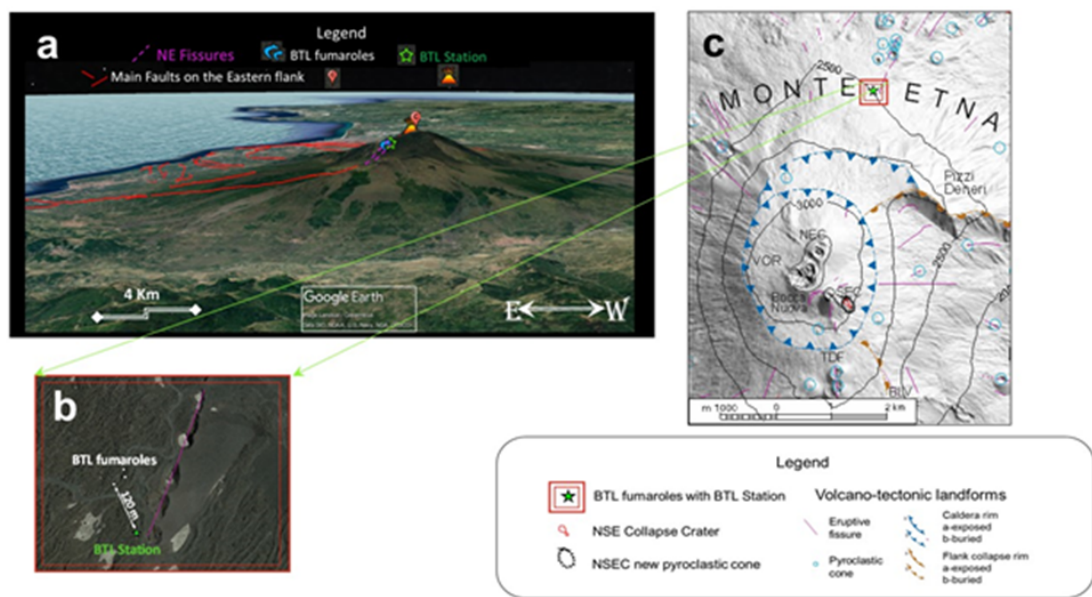 a
Legend
NE Fissures
BTL fumaroles
BTL Station
Main Faults on the Eastern flank
4 Km
Google Earth
E W
b
BTL fumaroles
120 m
BTL Station
c
2500
MONTE ETNA
Pizzi
Deneri
3000
NEC
VOR
2500
SEC
Bocca
Nuova
TDF
BLV
m 1000 0 2 km
Legend
BTL fumaroles with BTL Station
NSE Collapse Crater
NSEC new pyroclastic cone
Volcano-tectonic landforms
Eruptive
fissure
Pyroclastic
cone
Caldera rim
a-exposed
b-buried
Flank collapse rim
a-exposed
b-buried